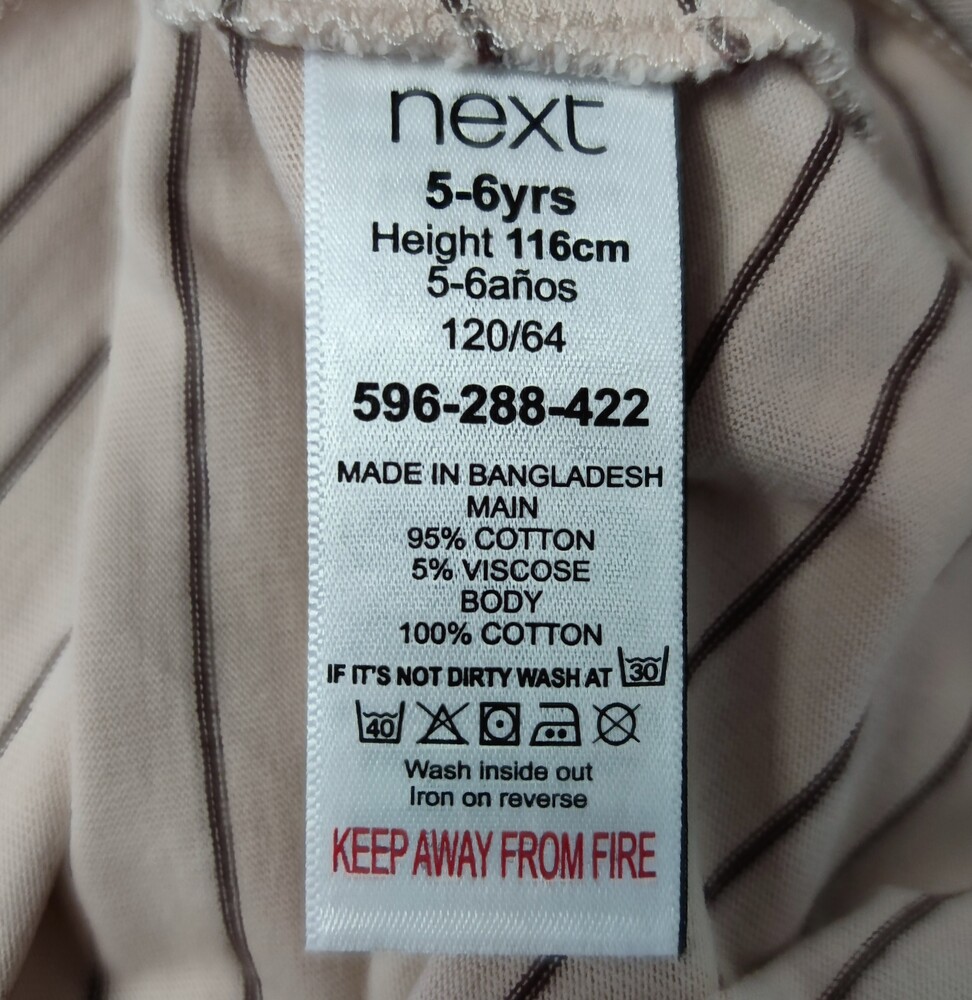 next
5-6yrs
Height 116cm
5-6años
120/64
596-288-422
MADE IN BANGLADESH
MAIN
95% COTTON
5% VISCOSE
BODY
100% COTTON
IF IT'S NOT DIRTY WASH AT 30
40
Wash inside out
Iron on reverse
KEEP AWAY FROM FIRE